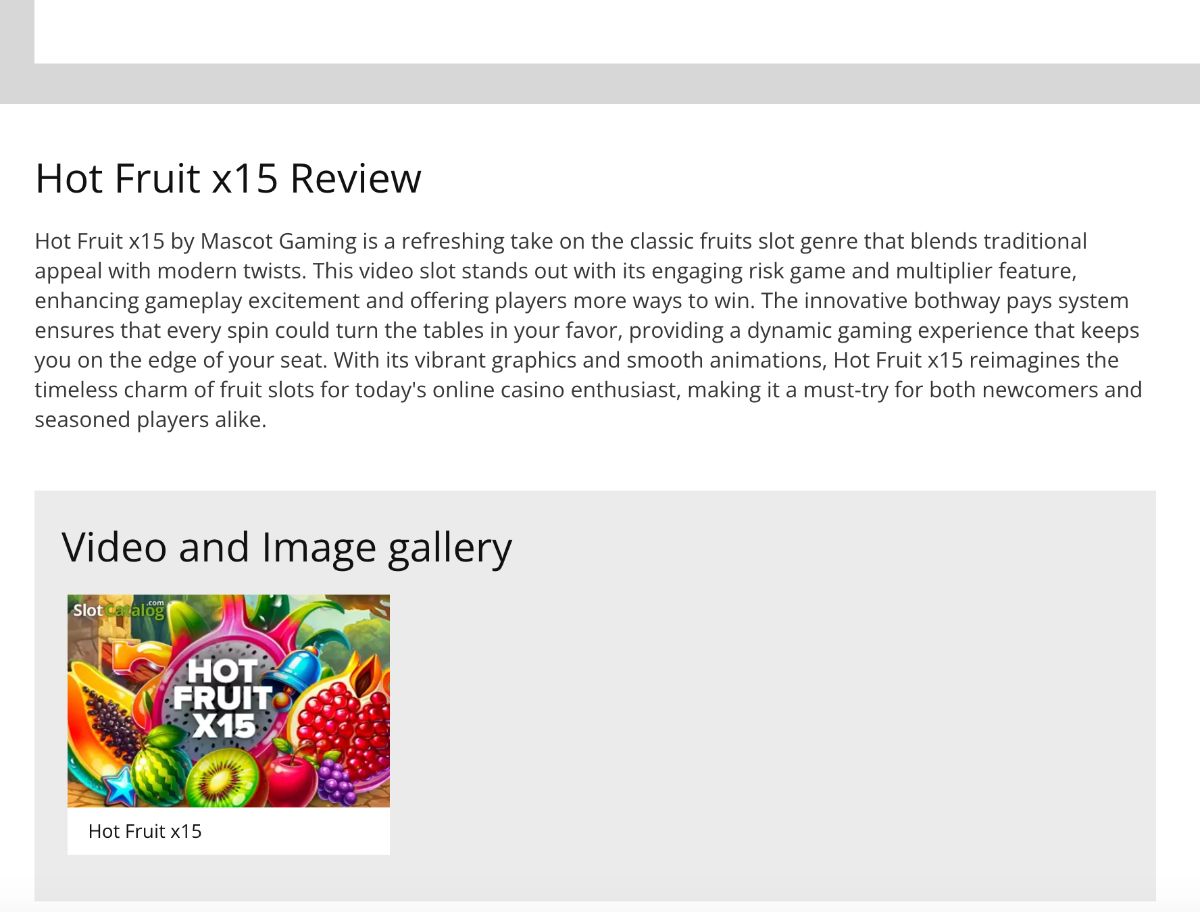 Hot Fruit x15 Review
Hot Fruit x15 by Mascot Gaming is a refreshing take on the classic fruits slot genre that blends traditional
appeal with modern twists. This video slot stands out with its engaging risk game and multiplier feature,
enhancing gameplay excitement and offering players more ways to win. The innovative bothway pays system
ensures that every spin could turn the tables in your favor, providing a dynamic gaming experience that keeps
you on the edge of your seat. With its vibrant graphics and smooth animations, Hot Fruit x15 reimagines the
timeless charm of fruit slots for today's online casino enthusiast, making it a must-try for both newcomers and
seasoned players alike.
Video and Image gallery
SlotCatalog.com
HOT
FRUIT
X15
Hot Fruit x15